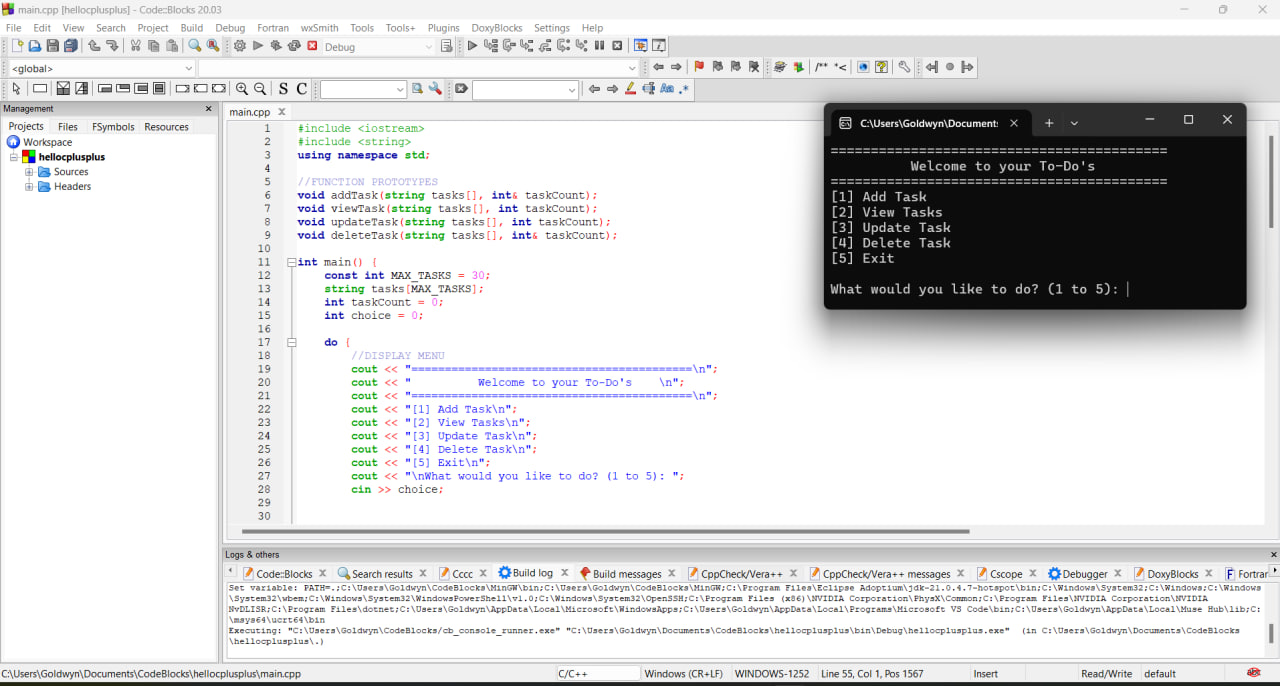 main.cpp [hellocplusplus] - Code::Blocks 20.03
File Edit View Search Project Build Debug Fortran wxSmith Tools Tools+ Plugins DoxyBlocks Settings Help
Debug
<global>
/** *<
S C
Aa .*
Management
Projects Files FSymbols Resources
Workspace
hellocplusplus
Sources
Headers
main.cpp
1 #include <iostream>
2 #include <string>
3 using namespace std;
4
5 //FUNCTION PROTOTYPES
6 void addTask(string tasks[], int& taskCount);
7 void viewTask(string tasks[], int taskCount);
8 void updateTask(string tasks[], int taskCount);
9 void deleteTask(string tasks[], int& taskCount);
10
11 int main() {
12 const int MAX_TASKS = 30;
13 string tasks[MAX_TASKS];
14 int taskCount = 0;
15 int choice = 0;
16
17 do {
18 //DISPLAY MENU
19 cout << "==========================================\n";
20 cout << "          Welcome to your To-Do's    \n";
21 cout << "==========================================\n";
22 cout << "[1] Add Task\n";
23 cout << "[2] View Tasks\n";
24 cout << "[3] Update Task\n";
25 cout << "[4] Delete Task\n";
26 cout << "[5] Exit\n";
27 cout << "\nWhat would you like to do? (1 to 5): ";
28 cin >> choice;
29
30
C:\Users\Goldwyn\Document:
==========================================
Welcome to your To-Do's
==========================================
[1] Add Task
[2] View Tasks
[3] Update Task
[4] Delete Task
[5] Exit
What would you like to do? (1 to 5):
Logs & others
Code::Blocks Search results Cccc Build log Build messages CppCheck/Vera++ CppCheck/Vera++ messages Cscope Debugger DoxyBlocks Fortran
Set variable: PATH=.;C:\Users\Goldwyn\CodeBlocks\MinGW\bin;C:\Users\Goldwyn\CodeBlocks\MinGW;C:\Program Files\Eclipse Adoptium\jdk-21.0.4.7-hotspot\bin;C:\Windows\System32;C:\Windows;C:\Windows
\System32\wbem;C:\Windows\System32\WindowsPowerShell\v1.0;C:\Windows\System32\OpenSSH;C:\Program Files (x86)\NVIDIA Corporation\PhysX\Common;C:\Program Files\NVIDIA Corporation\NVIDIA
NvDLISR;C:\Program Files\dotnet;C:\Users\Goldwyn\AppData\Local\Microsoft\WindowsApps;C:\Users\Goldwyn\AppData\Local\Programs\Microsoft VS Code\bin;C:\Users\Goldwyn\AppData\Local\Muse Hub\lib;C:
\msys64\ucrt64\bin
Executing: "C:\Users\Goldwyn\CodeBlocks/cb_console_runner.exe" "C:\Users\Goldwyn\Documents\CodeBlocks\hellocplusplus\bin\Debug\hellocplusplus.exe"  (in C:\Users\Goldwyn\Documents\CodeBlocks
\hellocplusplus\.)
C:\Users\Goldwyn\Documents\CodeBlocks\hellocplusplus\main.cpp C/C++ Windows (CR+LF) WINDOWS-1252 Line 55, Col 1, Pos 1567 Insert Read/Write default